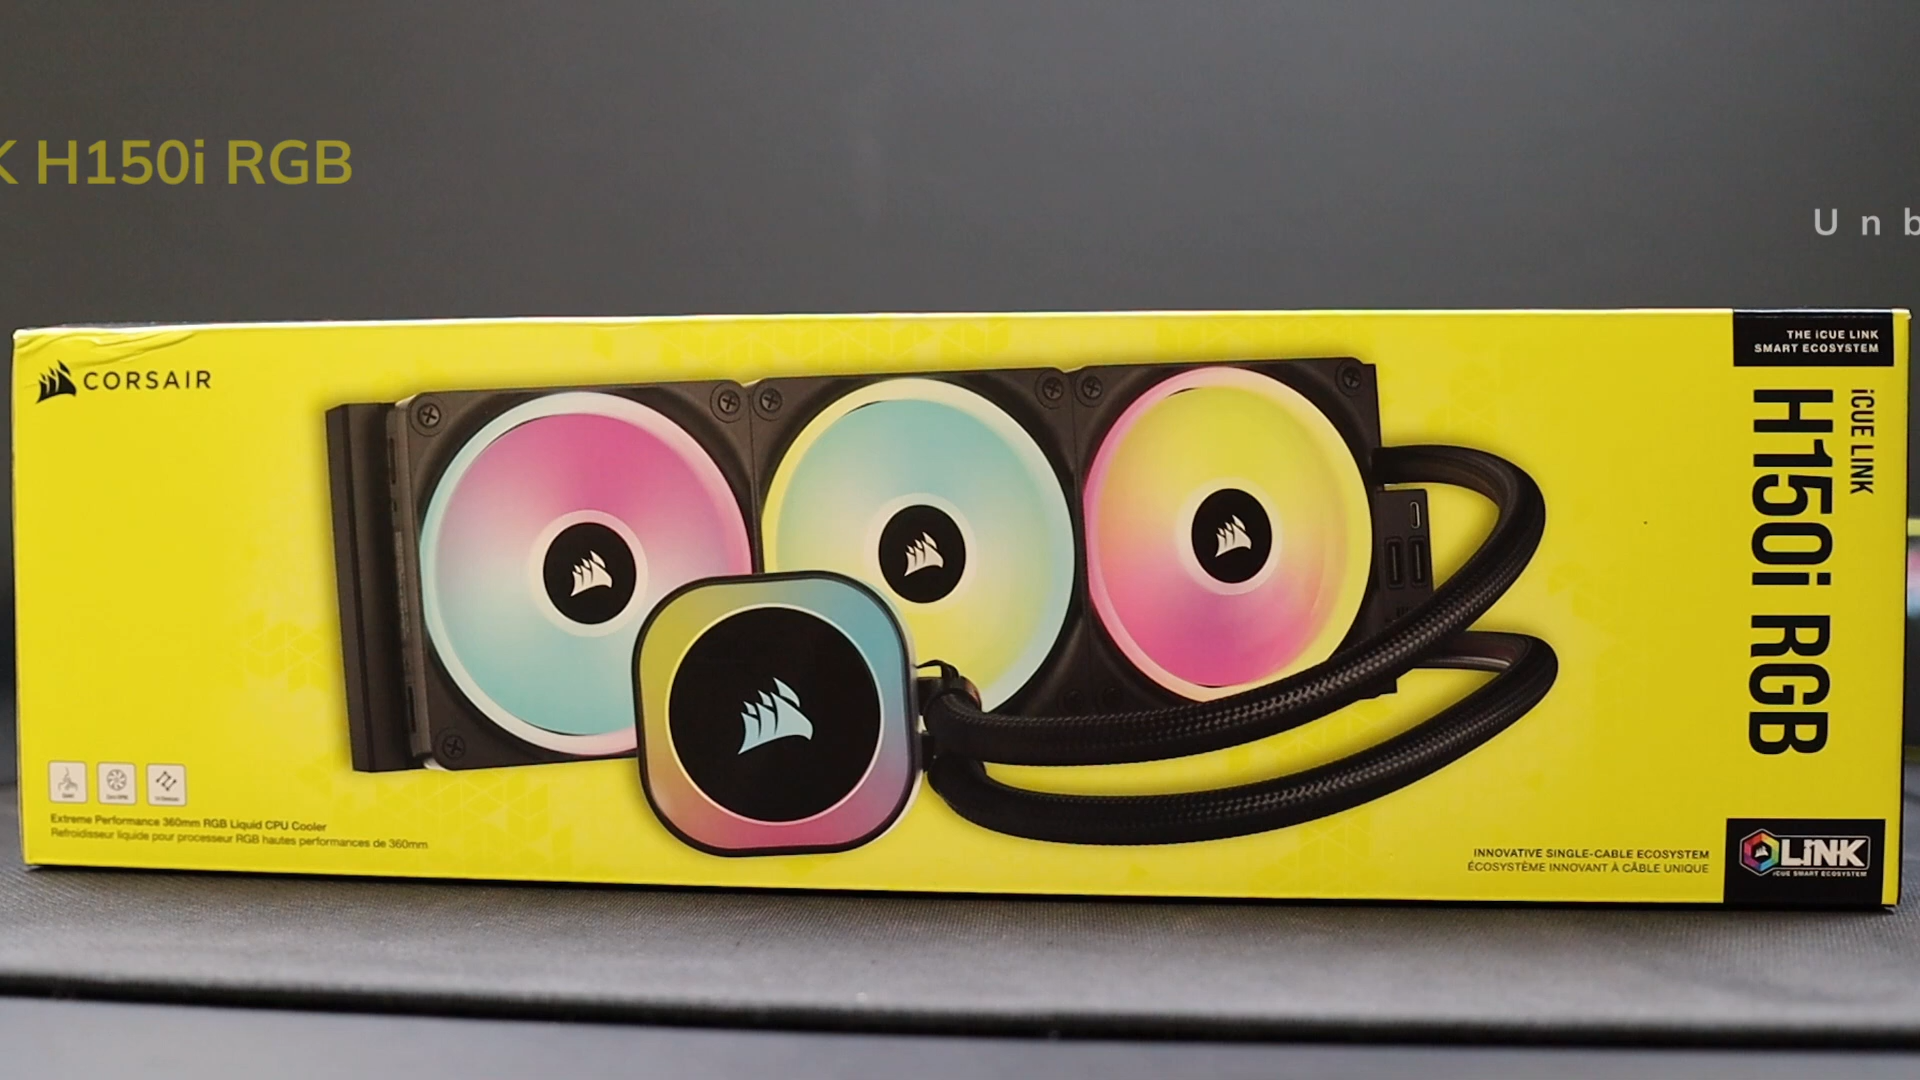 K H150i RGB
Unb
CORSAIR
THE iCUE LINK
SMART ECOSYSTEM
iCUE LINK
H150i RGB
Extreme Performance 360mm RGB Liquid CPU Cooler
Refroidisseur liquide pour processeur RGB hautes performances de 360mm
INNOVATIVE SINGLE-CABLE ECOSYSTEM
ÉCOSYSTÈME INNOVANT À CÂBLE UNIQUE
LiNK
iCUE SMART ECOSYSTEM